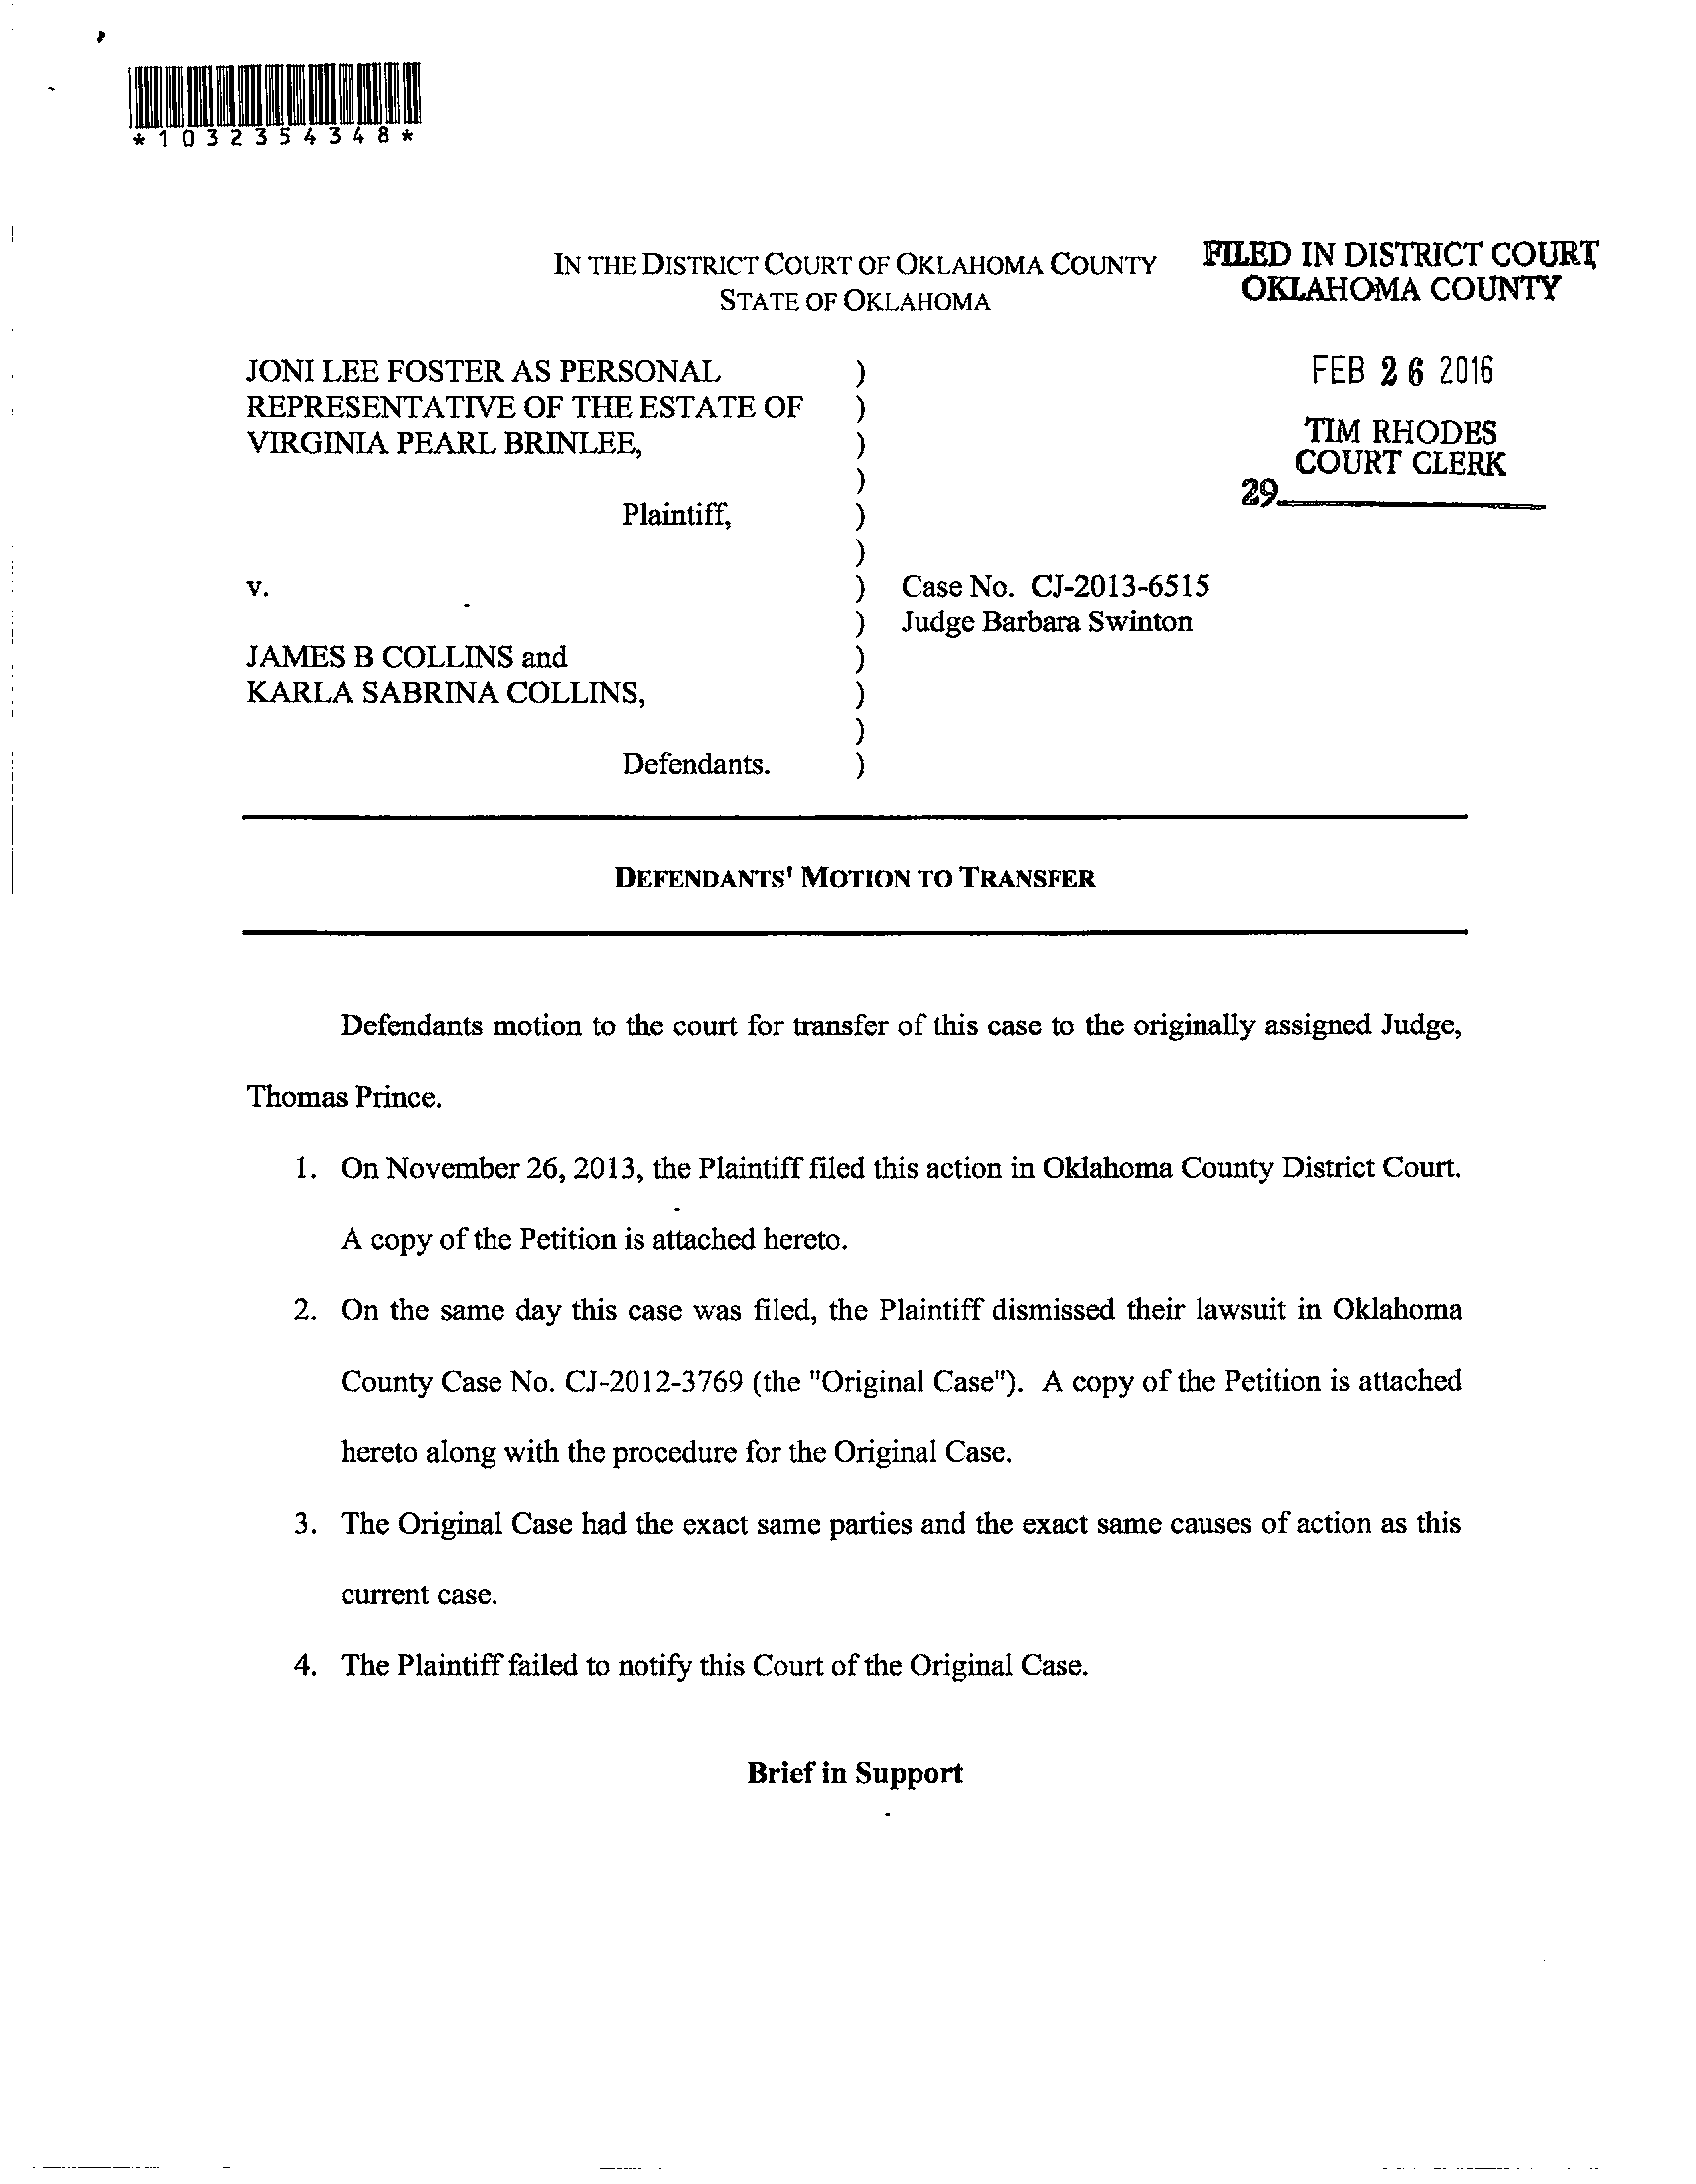 *1032354348*
IN THE DISTRICT COURT OF OKLAHOMA COUNTY
STATE OF OKLAHOMA
FILED IN DISTRICT COURT
OKLAHOMA COUNTY
FEB 26 2016
TIM RHODES
COURT CLERK
29
JONI LEE FOSTER AS PERSONAL )
REPRESENTATIVE OF THE ESTATE OF )
VIRGINIA PEARL BRINLEE, )
)
Plaintiff, )
)
v. ) Case No. CJ-2013-6515
) Judge Barbara Swinton
JAMES B COLLINS and )
KARLA SABRINA COLLINS, )
)
Defendants. )
DEFENDANTS' MOTION TO TRANSFER
Defendants motion to the court for transfer of this case to the originally assigned Judge,
Thomas Prince.
1. On November 26, 2013, the Plaintiff filed this action in Oklahoma County District Court.
A copy of the Petition is attached hereto.
2. On the same day this case was filed, the Plaintiff dismissed their lawsuit in Oklahoma
County Case No. CJ-2012-3769 (the "Original Case"). A copy of the Petition is attached
hereto along with the procedure for the Original Case.
3. The Original Case had the exact same parties and the exact same causes of action as this
current case.
4. The Plaintiff failed to notify this Court of the Original Case.
Brief in Support